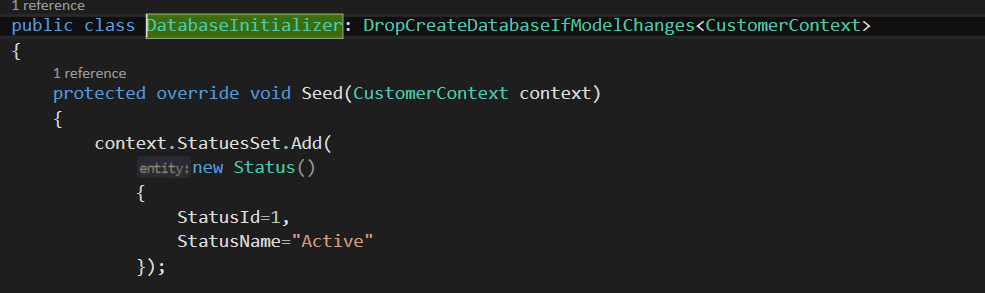 1 reference
public class DatabaseInitializer: DropCreateDatabaseIfModelChanges<CustomerContext>
{
1 reference
protected override void Seed(CustomerContext context)
{
context.StatuesSet.Add(
entity: new Status()
{
StatusId=1,
StatusName="Active"
});